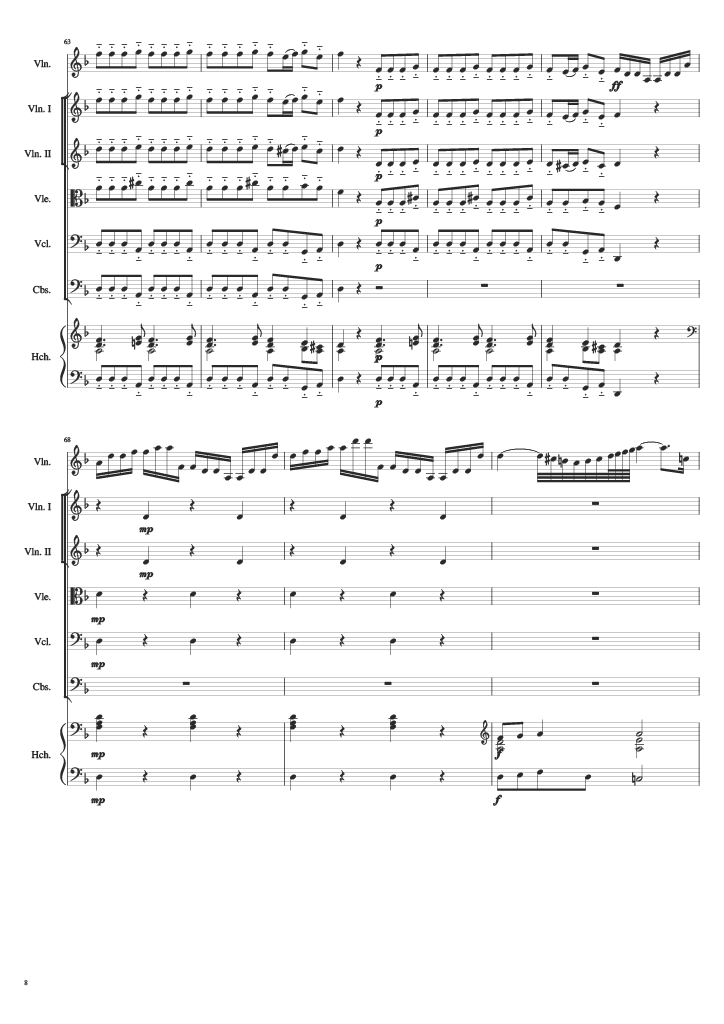 63
Vln.
p
ff
Vln. I
p
Vln. II
p
Vle.
p
Vcl.
p
Cbs.
Hch.
p
p
68
Vln.
Vln. I
mp
Vln. II
mp
Vle.
mp
Vcl.
mp
Cbs.
Hch.
mp
f
mp
f
8